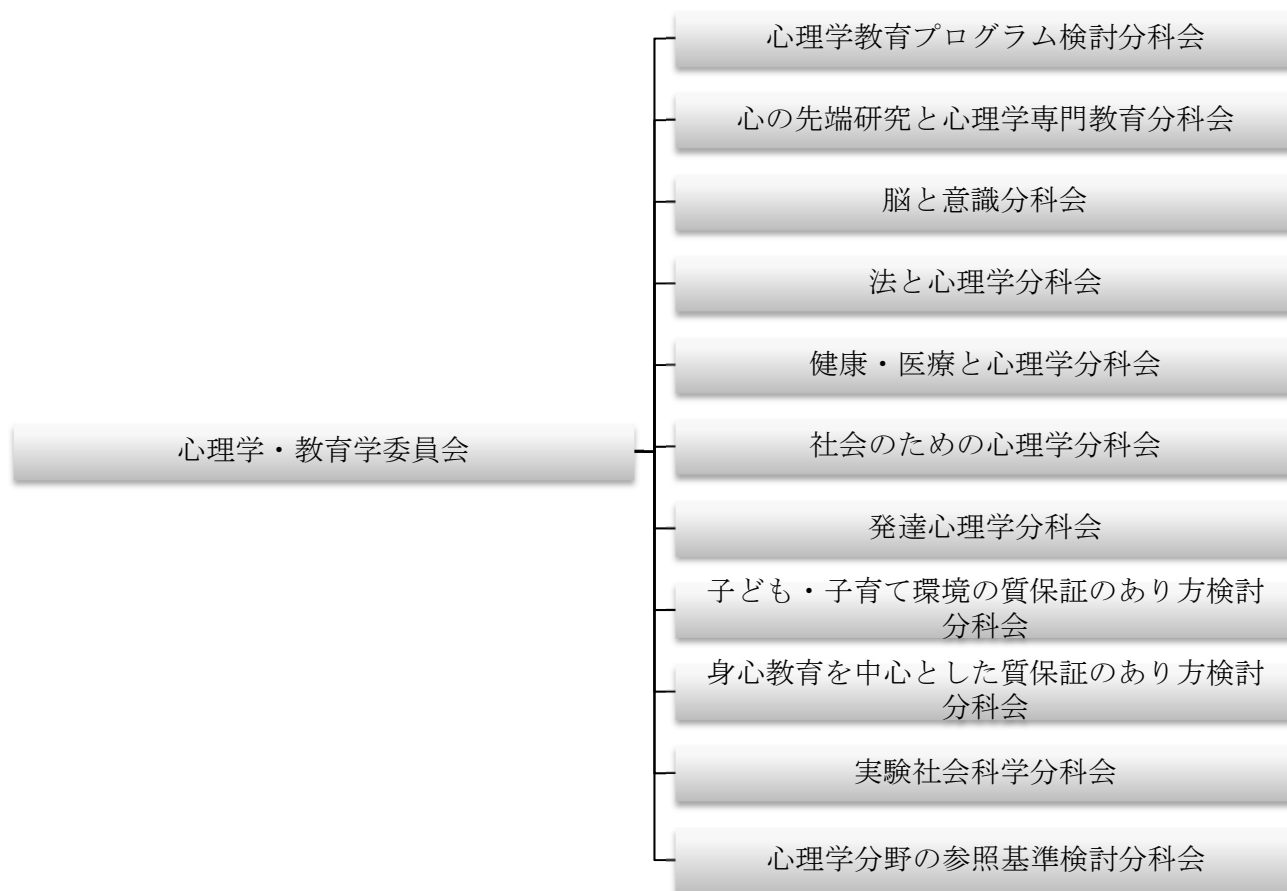 心理学教育プログラム検討分科会
心の先端研究と心理学専門教育分科会
脳と意識分科会
法と心理学分科会
健康・医療と心理学分科会
心理学・教育学委員会
社会のための心理学分科会
発達心理学分科会
子ども・子育て環境の質保証のあり方検討
分科会
身心教育を中心とした質保証のあり方検討
分科会
実験社会科学分科会
心理学分野の参照基準検討分科会